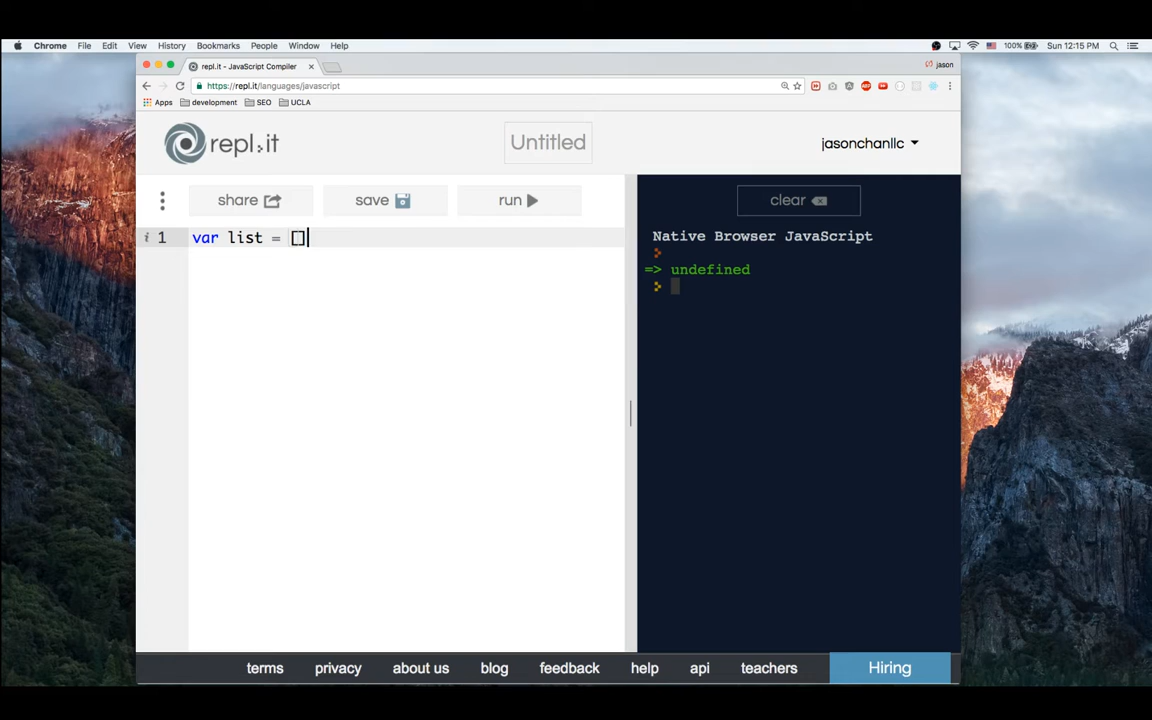 Chrome File Edit View History Bookmarks People Window Help 100% Sun 12:15 PM
repl.it - JavaScript Compiler jason
https://repl.it/languages/javascript
Apps development SEO UCLA
repl.it Untitled jasonchanllc
share save run clear
i 1 var list = []
Native Browser JavaScript
=> undefined
terms privacy about us blog feedback help api teachers Hiring